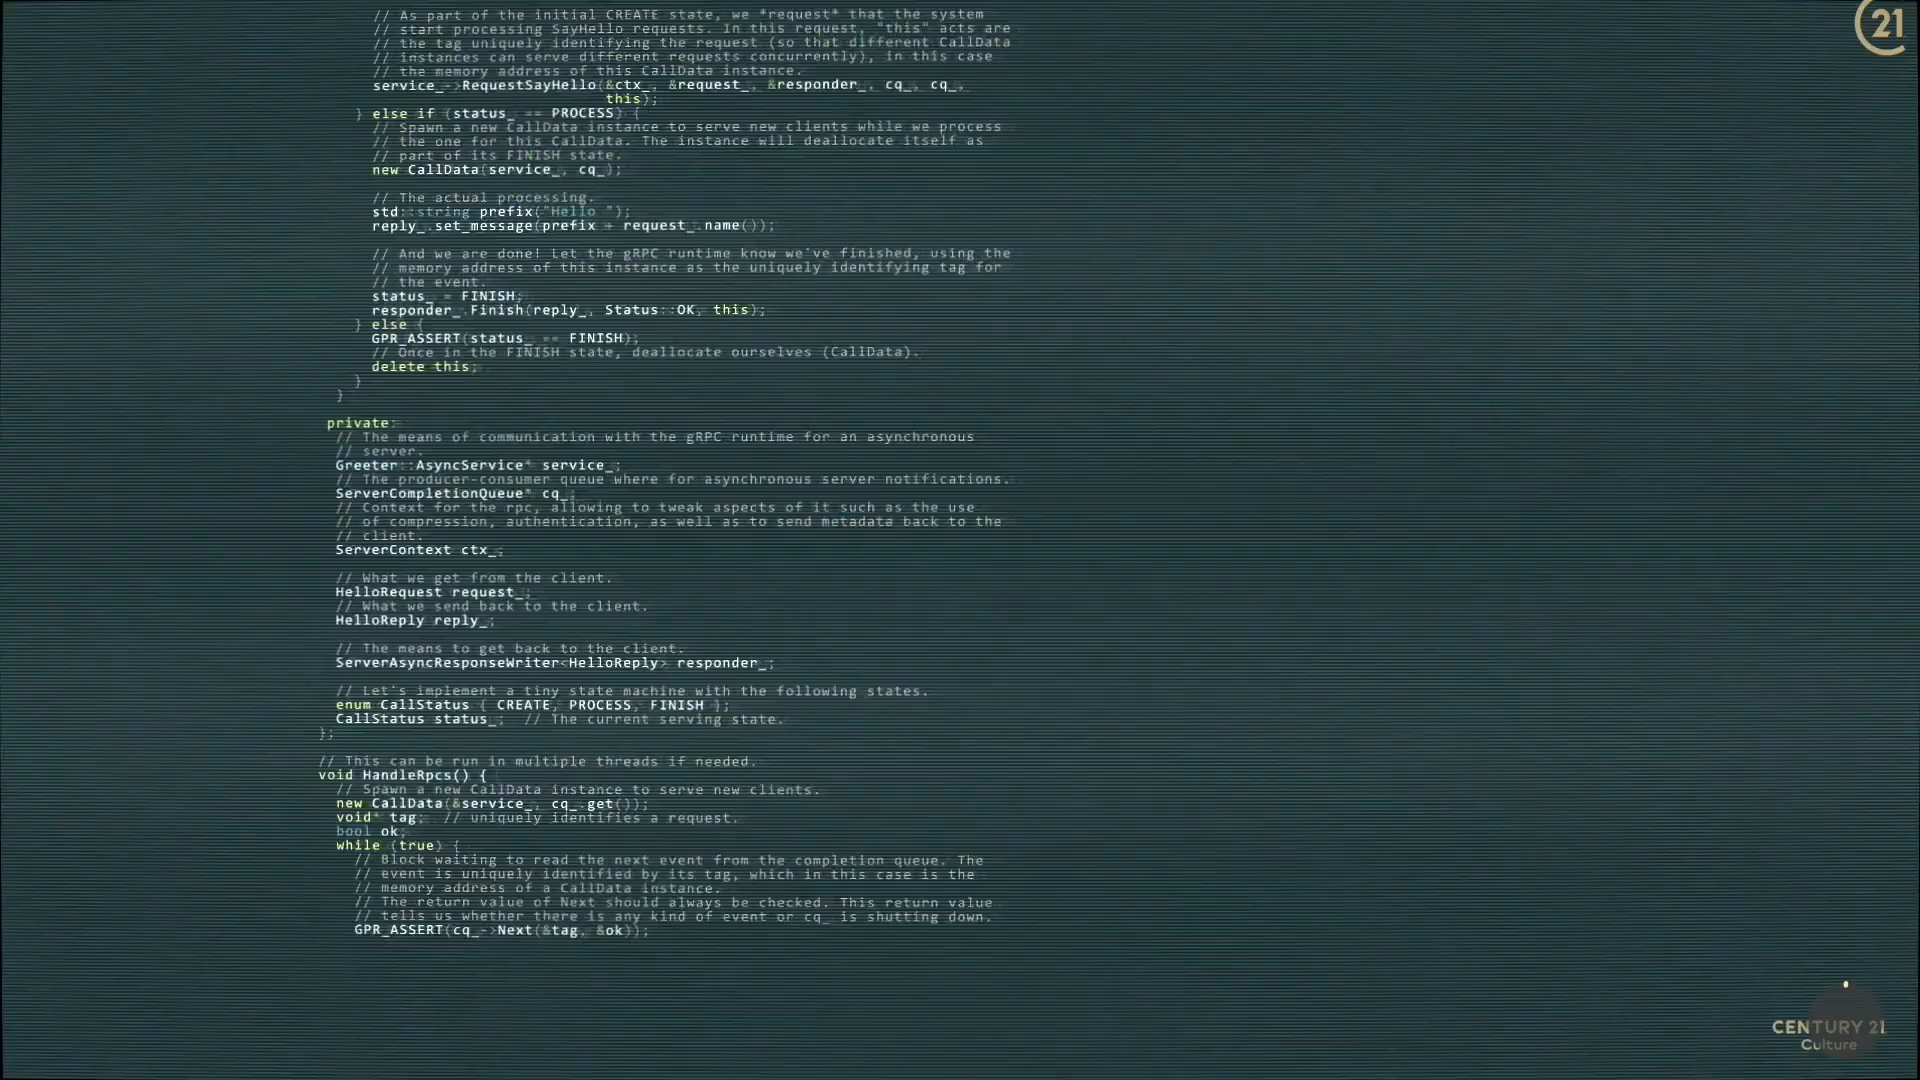 // As part of the initial CREATE state, we *request* that the system
// start processing SayHello requests. In this request, "this" acts are
// the tag uniquely identifying the request (so that different CallData
// instances can serve different requests concurrently), in this case
// the memory address of this CallData instance.
service_->RequestSayHello(&ctx_, &request_, &responder_, cq_, cq_,
this);
} else if (status_ == PROCESS) {
// Spawn a new CallData instance to serve new clients while we process
// the one for this CallData. The instance will deallocate itself as
// part of its FINISH state.
new CallData(service_, cq_);
// The actual processing.
std::string prefix("Hello ");
reply_.set_message(prefix + request_.name());
// And we are done! Let the gRPC runtime know we've finished, using the
// memory address of this instance as the uniquely identifying tag for
// the event.
status_ = FINISH;
responder_.Finish(reply_, Status::OK, this);
} else {
GPR_ASSERT(status_ == FINISH);
// Once in the FINISH state, deallocate ourselves (CallData).
delete this;
}
}
private:
// The means of communication with the gRPC runtime for an asynchronous
// server.
Greeter::AsyncService* service_;
// The producer-consumer queue where for asynchronous server notifications.
ServerCompletionQueue* cq_;
// Context for the rpc, allowing to tweak aspects of it such as the use
// of compression, authentication, as well as to send metadata back to the
// client.
ServerContext ctx_;
// What we get from the client.
HelloRequest request_;
// What we send back to the client.
HelloReply reply_;
// The means to get back to the client.
ServerAsyncResponseWriter<HelloReply> responder_;
// Let's implement a tiny state machine with the following states.
enum CallStatus { CREATE, PROCESS, FINISH };
CallStatus status_; // The current serving state.
};
// This can be run in multiple threads if needed.
void HandleRpcs() {
// Spawn a new CallData instance to serve new clients.
new CallData(&service_, cq_.get());
void* tag; // uniquely identifies a request.
bool ok;
while (true) {
// Block waiting to read the next event from the completion queue. The
// event is uniquely identified by its tag, which in this case is the
// memory address of a CallData instance.
// The return value of Next should always be checked. This return value
// tells us whether there is any kind of event or cq_ is shutting down.
GPR_ASSERT(cq_->Next(&tag, &ok));
C21
CENTURY 21
Culture